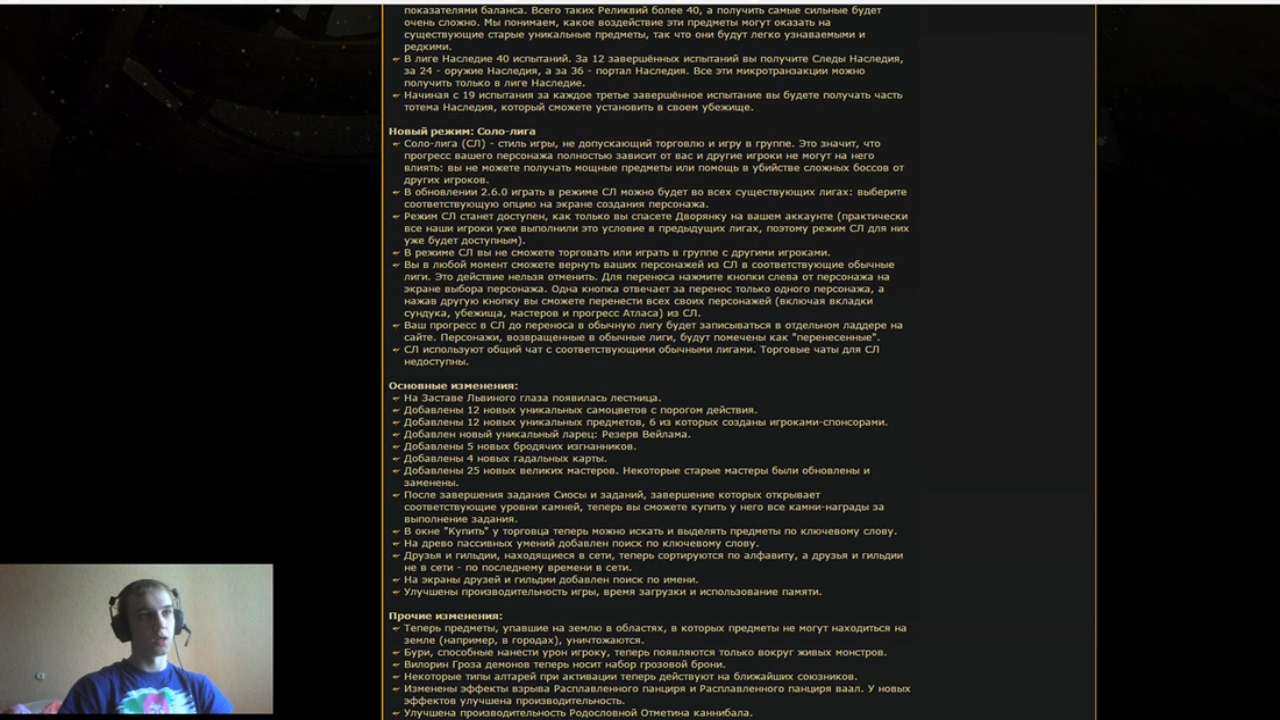 показателями баланса. Всего таких Реликвий более 40, а получить самые сильные будет
очень сложно. Мы понимаем, какое воздействие эти предметы могут оказать на
существующие старые уникальные предметы, так что они будут легко узнаваемыми и
редкими.
В лиге Наследие 40 испытаний. За 12 завершённых испытаний вы получите Следы Наследия,
за 24 - оружие Наследия, а за 36 - портал Наследия. Все эти микротранзакции можно
получить только в лиге Наследие.
Начиная с 19 испытания за каждое третье завершённое испытание вы будете получать часть
тотема Наследия, который сможете установить в своем убежище.
Новый режим: Соло-лига
Соло-лига (СЛ) - стиль игры, не допускающий торговлю и игру в группе. Это значит, что
прогресс вашего персонажа полностью зависит от вас и другие игроки не могут на него
влиять: вы не можете получать мощные предметы или помощь в убийстве сложных боссов от
других игроков.
В обновлении 2.6.0 играть в режиме СЛ можно будет во всех существующих лигах: выберите
соответствующую опцию на экране создания персонажа.
Режим СЛ станет доступен, как только вы спасете Дворянку на вашем аккаунте (практически
все наши игроки уже выполнили это условие в предыдущих лигах, поэтому режим СЛ для них
уже будет доступным).
В режиме СЛ вы не сможете торговать или играть в группе с другими игроками.
Вы в любой момент сможете вернуть ваших персонажей из СЛ в соответствующие обычные
лиги. Это действие нельзя отменить. Для переноса нажмите кнопки слева от персонажа на
экране выбора персонажа. Одна кнопка отвечает за перенос только одного персонажа, а
нажав другую кнопку вы сможете перенести всех своих персонажей (включая вкладки
сундука, убежища, мастеров и прогресс Атласа) из СЛ.
Ваш прогресс в СЛ до переноса в обычную лигу будет записываться в отдельном ладдере на
сайте. Персонажи, возвращенные в обычные лиги, будут помечены как "перенесенные".
СЛ используют общий чат с соответствующими обычными лигами. Торговые чаты для СЛ
недоступны.
Основные изменения:
На Заставе Львиного глаза появилась лестница.
Добавлены 12 новых уникальных самоцветов с порогом действия.
Добавлены 12 новых уникальных предметов, 6 из которых созданы игроками-спонсорами.
Добавлен новый уникальный ларец: Резерв Вейлама.
Добавлены 5 новых бродячих изгнанников.
Добавлены 4 новых гадальных карты.
Добавлены 25 новых великих мастеров. Некоторые старые мастеры были обновлены и
заменены.
После завершения задания Сиосы и заданий, завершение которых открывает
соответствующие уровни камней, теперь вы сможете купить у него все камни-награды за
выполнение задания.
В окне "Купить" у торговца теперь можно искать и выделять предметы по ключевому слову.
На древо пассивных умений добавлен поиск по ключевому слову.
Друзья и гильдии, находящиеся в сети, теперь сортируются по алфавиту, а друзья и гильдии
не в сети - по последнему времени в сети.
На экраны друзей и гильдии добавлен поиск по имени.
Улучшены производительность игры, время загрузки и использование памяти.
Прочие изменения:
Теперь предметы, упавшие на землю в областях, в которых предметы не могут находиться на
земле (например, в городах), уничтожаются.
Бури, способные нанести урон игроку, теперь появляются только вокруг живых монстров.
Вилорин Гроза демонов теперь носит набор грозовой брони.
Некоторые типы алтарей при активации теперь действуют на ближайших союзников.
Изменены эффекты взрыва Расплавленного панциря и Расплавленного панциря ваал. У новых
эффектов улучшена производительность.
Улучшена производительность Родословной Отметина каннибала.